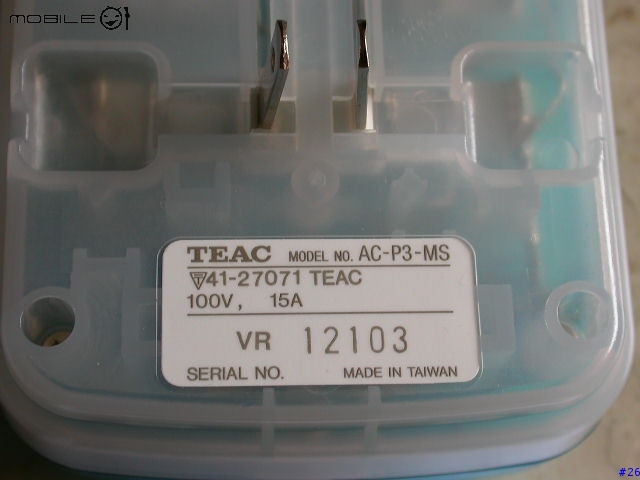 MOBILE01
TEAC MODEL NO. AC-P3-MS
41-27071 TEAC
100V, 15A
VR 12103
SERIAL NO. MADE IN TAIWAN
#26